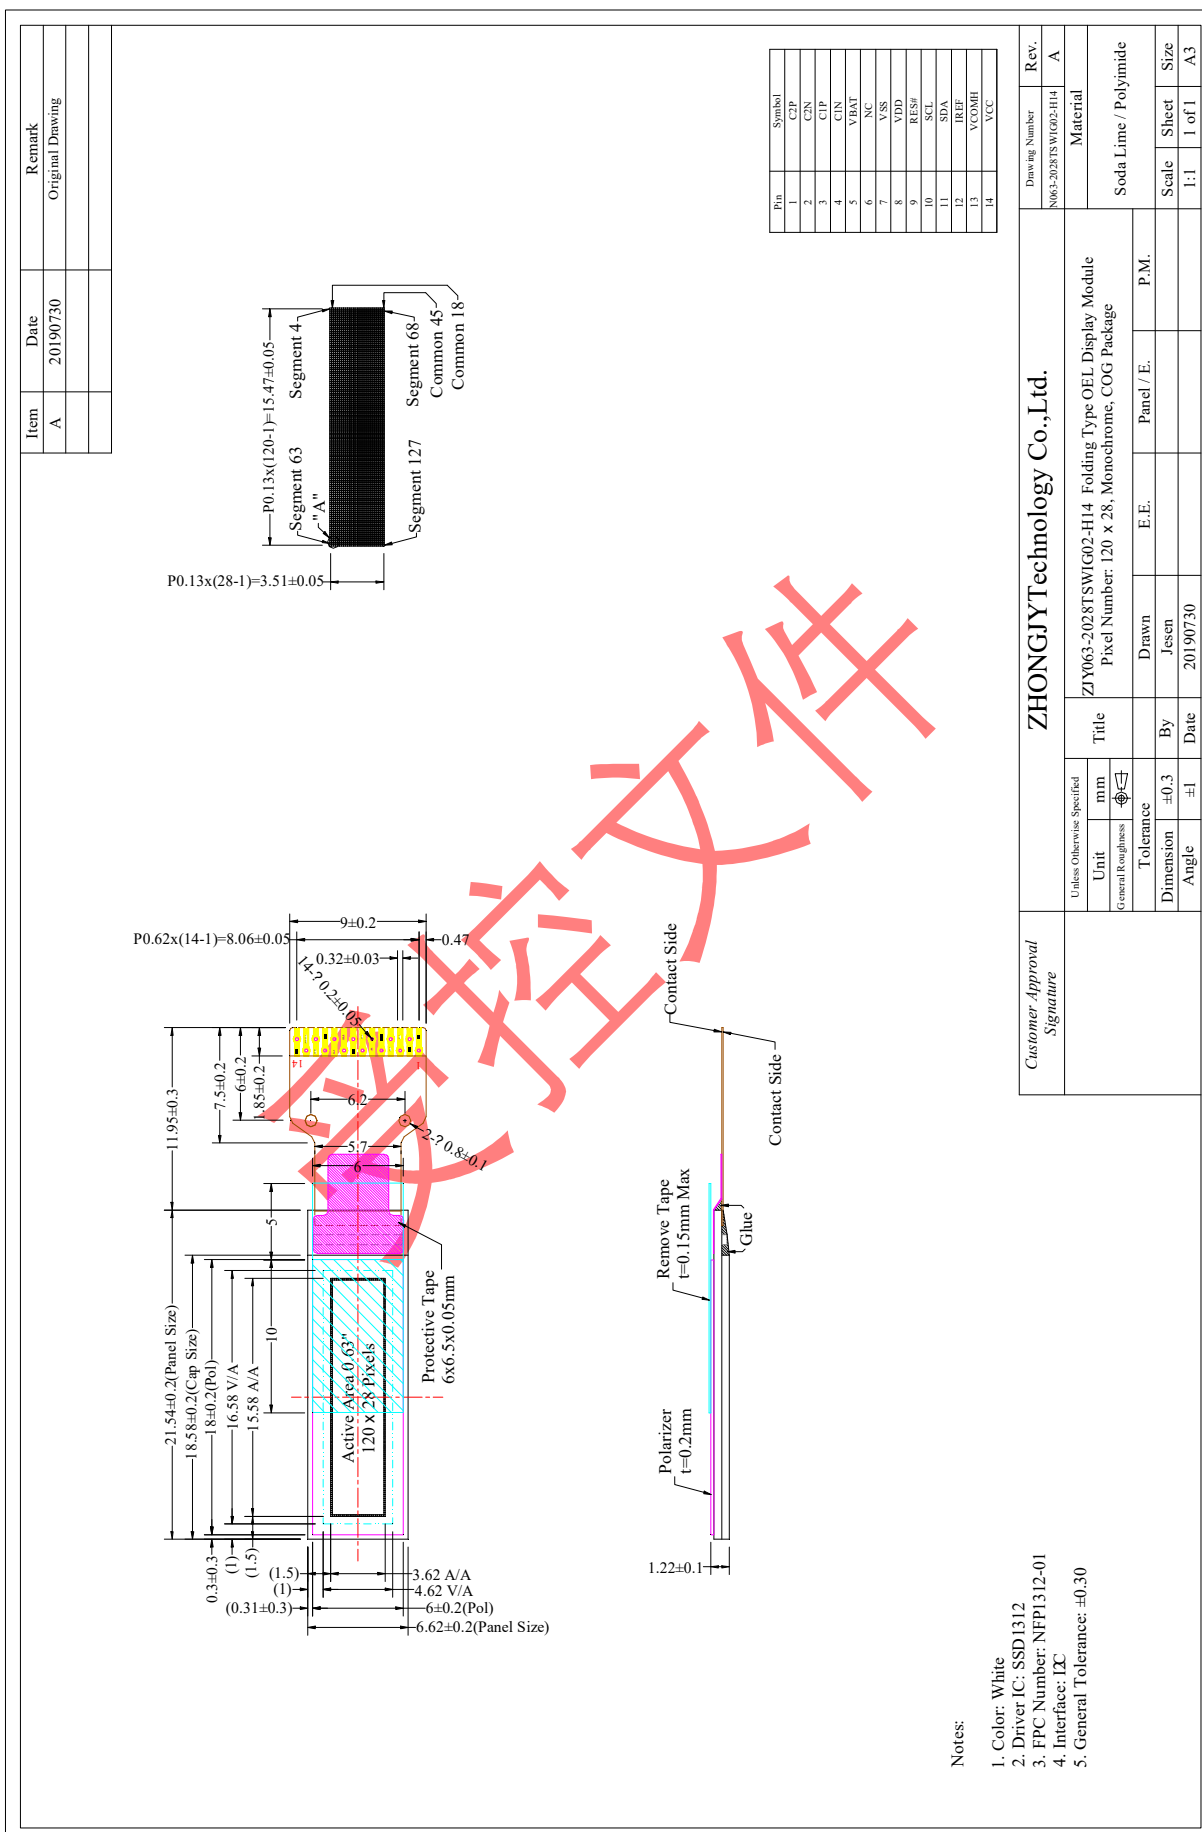 Item Date Remark
A 20190730 Original Drawing
P0.13x(120-1)=15.47±0.05
Segment 63
Segment 4
"A"
P0.13x(28-1)=3.51±0.05
Segment 127
Segment 68
Common 45
Common 18
Pin Symbol
1 C2P
2 C2N
3 C1P
4 C1N
5 VBAT
6 NC
7 VSS
8 VDD
9 RES#
10 SCL
11 SDA
12 IREF
13 VCOMH
14 VCC
21.54±0.2(Panel Size)
11.95±0.3
18.58±0.2(Cap Size)
18±0.2(Pol)
16.58 V/A
15.58 A/A
0.3±0.3
(1)
(1.5)
10
5
7.5±0.2
6±0.2
1.85±0.2
P0.62x(14-1)=8.06±0.05
9±0.2
0.47
0.32±0.03
14-? 0.2±0.05
14
1
6.2
5.7
6
2-? 0.8±0.1
Active Area 0.63"
120 x 28 Pixels
Protective Tape
6x6.5x0.05mm
(1.5)
3.62 A/A
(1)
4.62 V/A
(0.31±0.3)
6±0.2(Pol)
6.62±0.2(Panel Size)
受控文件
Polarizer
t=0.2mm
Remove Tape
t=0.15mm Max
Contact Side
Contact Side
Glue
1.22±0.1
Notes:
1. Color: White
2. Driver IC: SSD1312
3. FPC Number: NFP1312-01
4. Interface: I2C
5. General Tolerance: ±0.30
Customer Approval
Signature
ZHONGJYTechnology Co.,Ltd.
Drawing Number Rev.
N063-2028TSWIG02-H14 A
Unless Otherwise Specified
Unit mm
General Roughness
Tolerance
Dimension ±0.3
Angle ±1
Title
ZJY063-2028TSWIG02-H14 Folding Type OEL Display Module
Pixel Number: 120 x 28, Monochrome, COG Package
Material
Soda Lime / Polyimide
Drawn E.E. Panel / E. P.M.
By Jesen
Date 20190730
Scale Sheet Size
1:1 1 of 1 A3